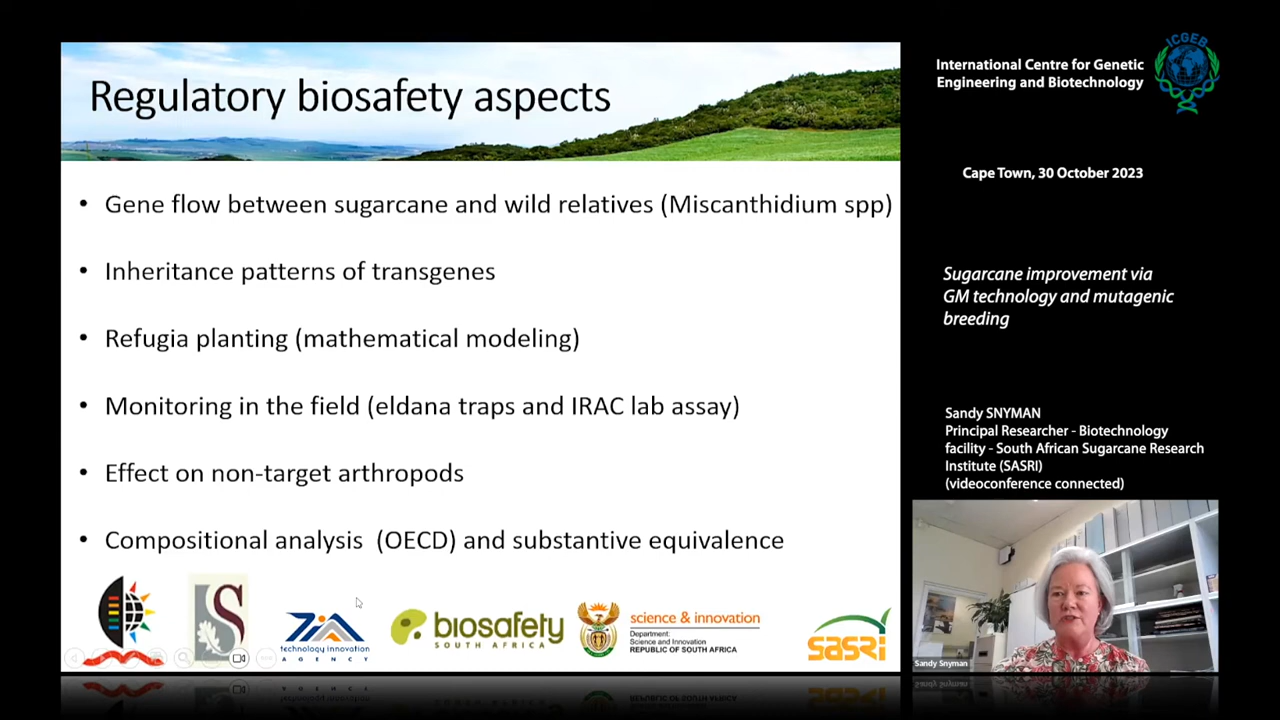 Regulatory biosafety aspects
• Gene flow between sugarcane and wild relatives (Miscanthidium spp)
• Inheritance patterns of transgenes
• Refugia planting (mathematical modeling)
• Monitoring in the field (eldana traps and IRAC lab assay)
• Effect on non-target arthropods
• Compositional analysis  (OECD) and substantive equivalence
S
TIA
technology innovation
AGENCY
biosafety
SOUTH AFRICA
science & innovation
Department:
Science and Innovation
REPUBLIC OF SOUTH AFRICA
SASRI
International Centre for Genetic
Engineering and Biotechnology
ICGEB
Cape Town, 30 October 2023
Sugarcane improvement via
GM technology and mutagenic
breeding
Sandy SNYMAN
Principal Researcher - Biotechnology
facility - South African Sugarcane Research
Institute (SASRI)
(videoconference connected)
Sandy Snyman